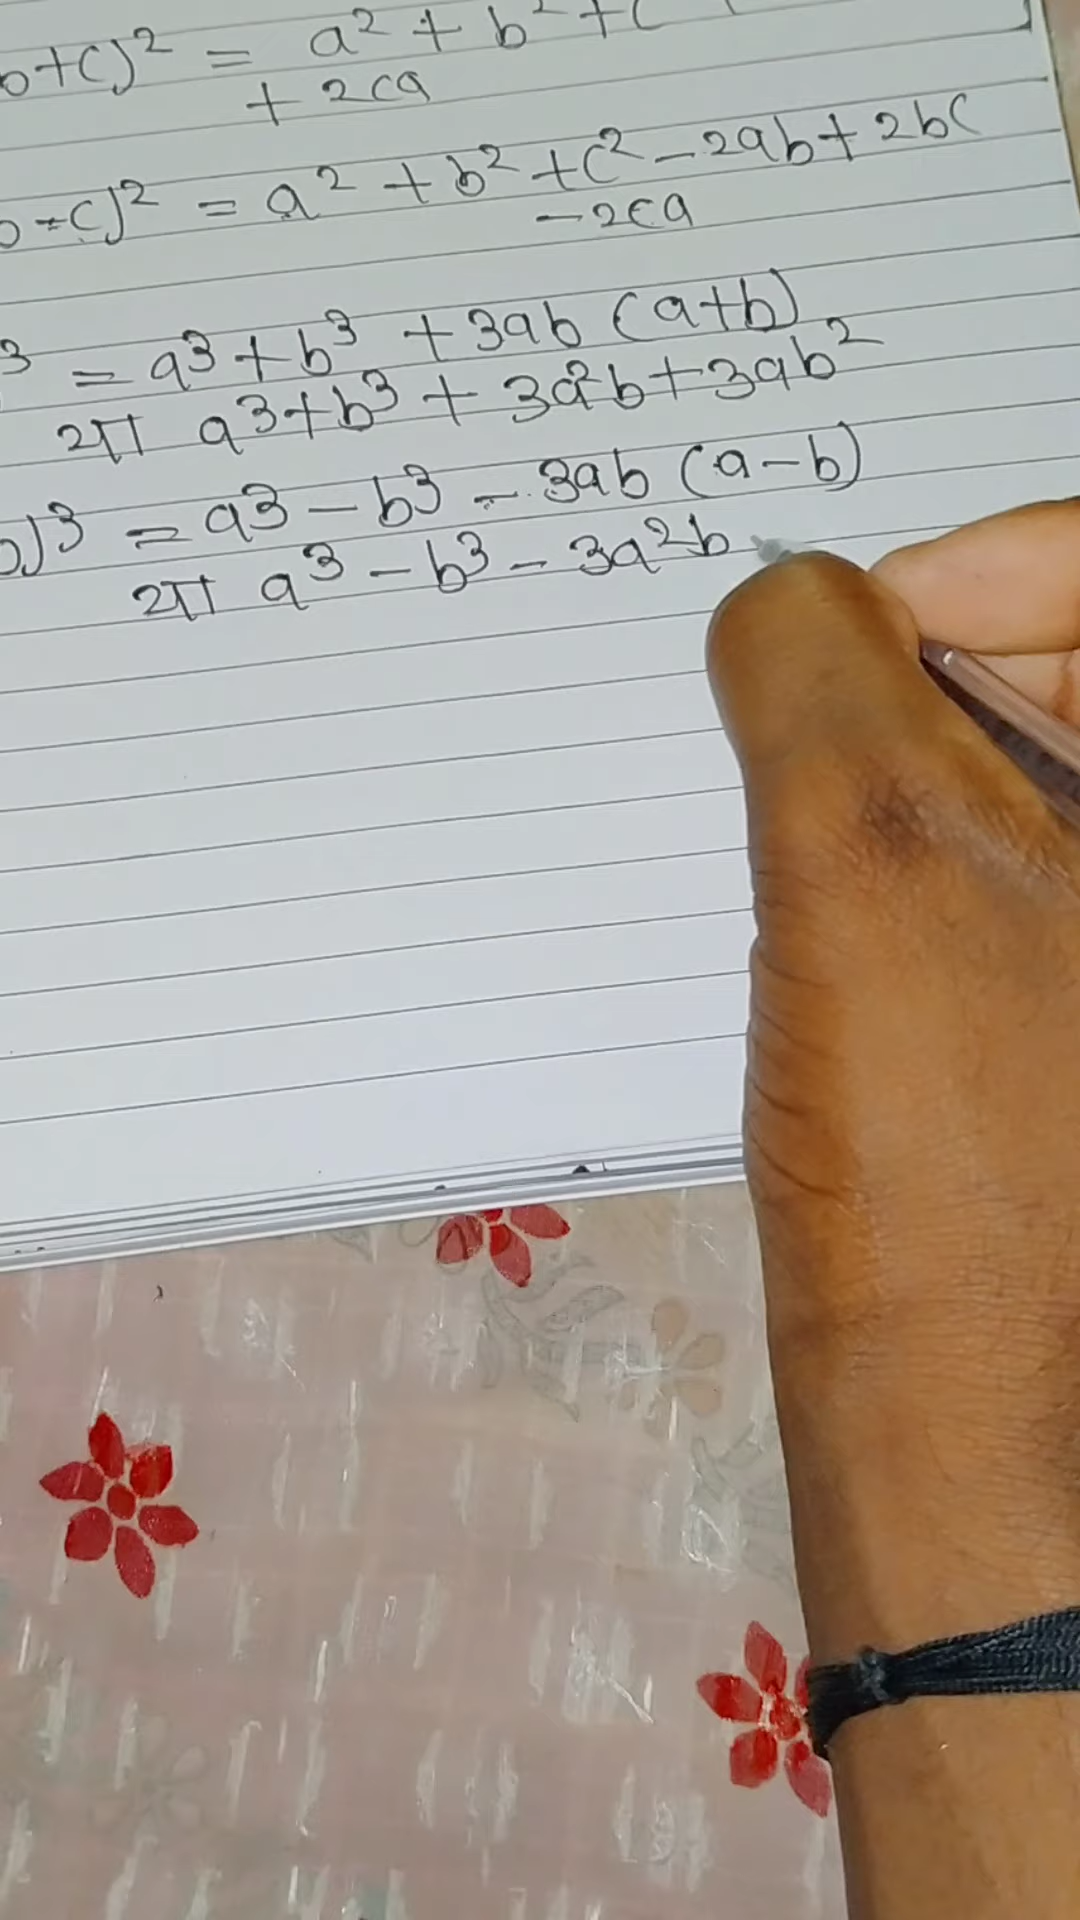 b+c)² = a² + b² + c
+ 2ca
b-c)² = a² + b² + c² - 2ab + 2bc
- 2ca
3 = a³ + b³ + 3ab (a+b)
या a³ + b³ + 3a²b + 3ab²
b)³ = a³ - b³ - 3ab (a-b)
या a³ - b³ - 3a²b